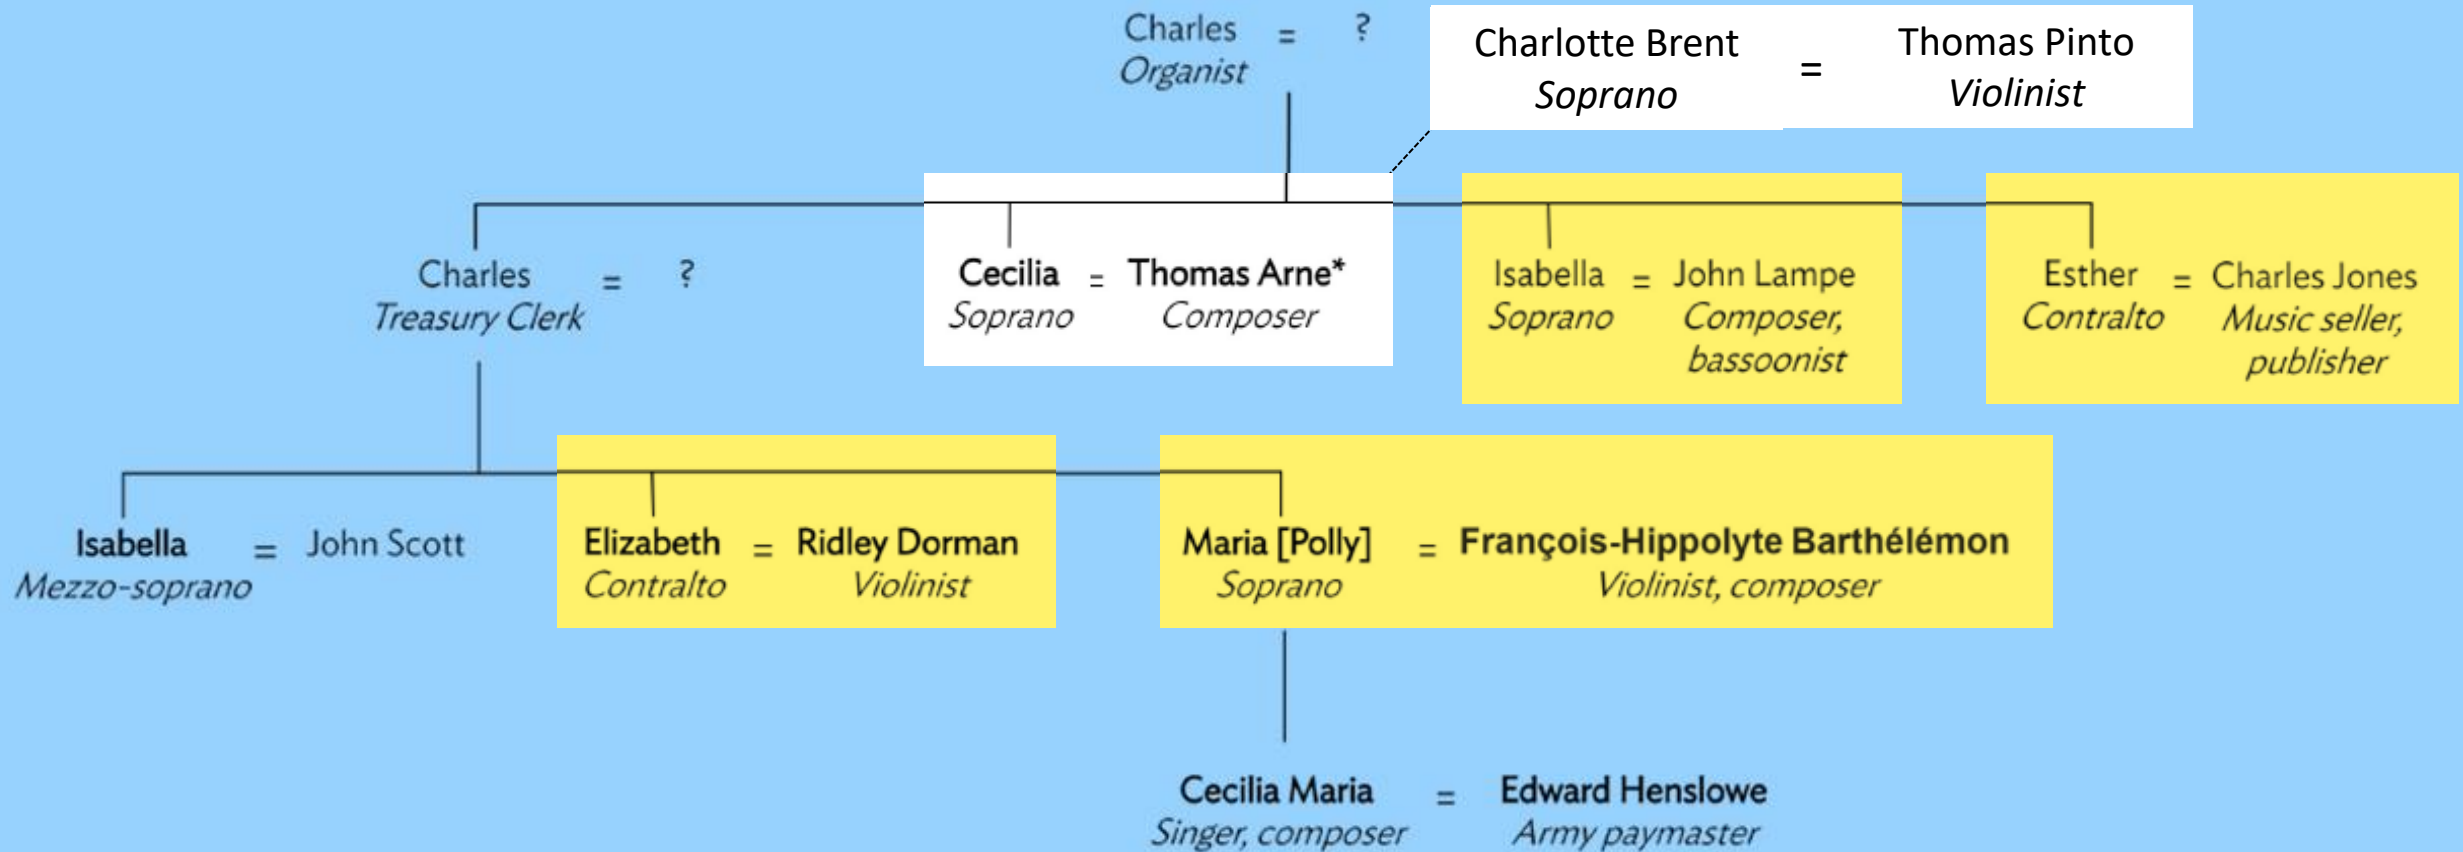 Charles = ?
Organist
Charlotte Brent = Thomas Pinto
Soprano Violinist
Charles = ?
Treasury Clerk
Cecilia = Thomas Arne*
Soprano Composer
Isabella = John Lampe
Soprano Composer,
bassoonist
Esther = Charles Jones
Contralto Music seller,
publisher
Isabella = John Scott
Mezzo-soprano
Elizabeth = Ridley Dorman
Contralto Violinist
Maria [Polly] = François-Hippolyte Barthélémon
Soprano Violinist, composer
Cecilia Maria = Edward Henslowe
Singer, composer Army paymaster